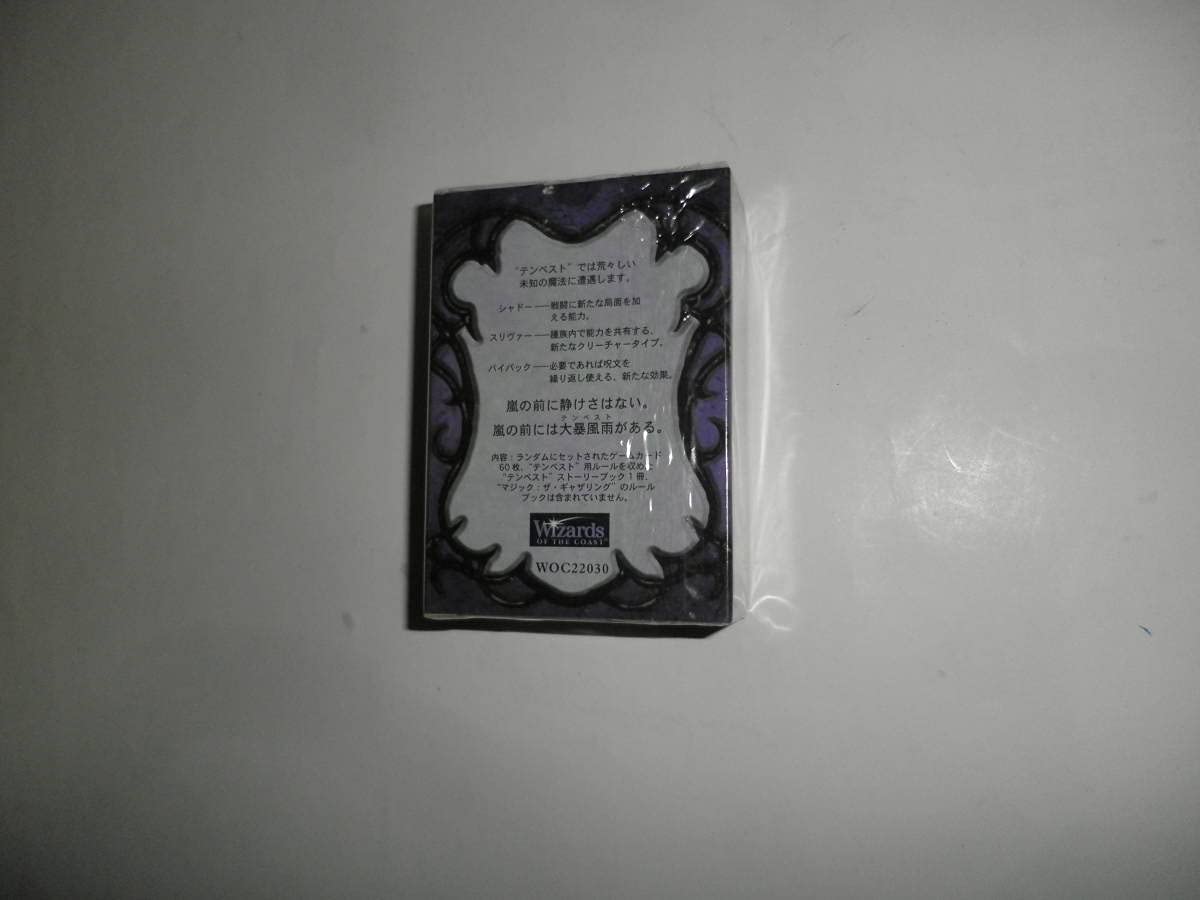 “テンペスト”では荒々しい
未知の魔法に遭遇します。
シャドー──戦闘に新たな局面を加
える能力。
スリヴァー──種族内で能力を共有する、
新たなクリーチャータイプ。
バイバック──必要であれば呪文を
繰り返し使える、新たな効果。
嵐の前に静けさはない。
テンペスト
嵐の前には大暴風雨がある。
内容：ランダムにセットされたゲームカード
60枚、“テンペスト”用ルールを収めた
“テンペスト”ストーリーブック1冊、
“マジック：ザ・ギャザリング”のルール
ブックは含まれていません。
Wizards
OF THE COAST
WOC22030